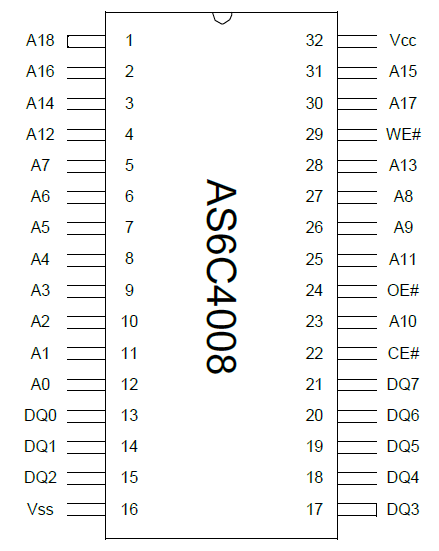 A18 1 32 Vcc
A16 2 31 A15
A14 3 30 A17
A12 4 29 WE#
A7 5 28 A13
A6 6 27 A8
A5 7 26 A9
A4 8 25 A11
A3 9 24 OE#
A2 10 23 A10
A1 11 22 CE#
A0 12 21 DQ7
DQ0 13 20 DQ6
DQ1 14 19 DQ5
DQ2 15 18 DQ4
Vss 16 17 DQ3
AS6C4008